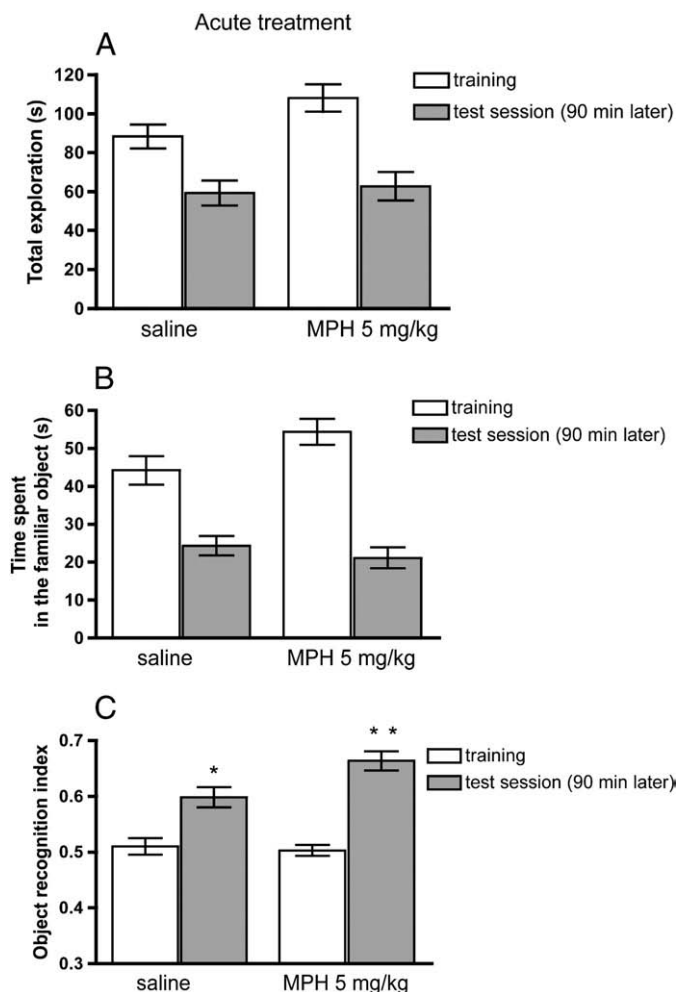 Acute treatment
A
Total exploration (s)
120
100
80
60
40
20
0
saline
MPH 5 mg/kg
training
test session (90 min later)
B
Time spent
in the familiar object (s)
60
50
40
30
20
10
0
saline
MPH 5 mg/kg
training
test session (90 min later)
C
Object recognition index
0.7
0.6
0.5
0.4
0.3
*
* *
saline
MPH 5 mg/kg
training
test session (90 min later)